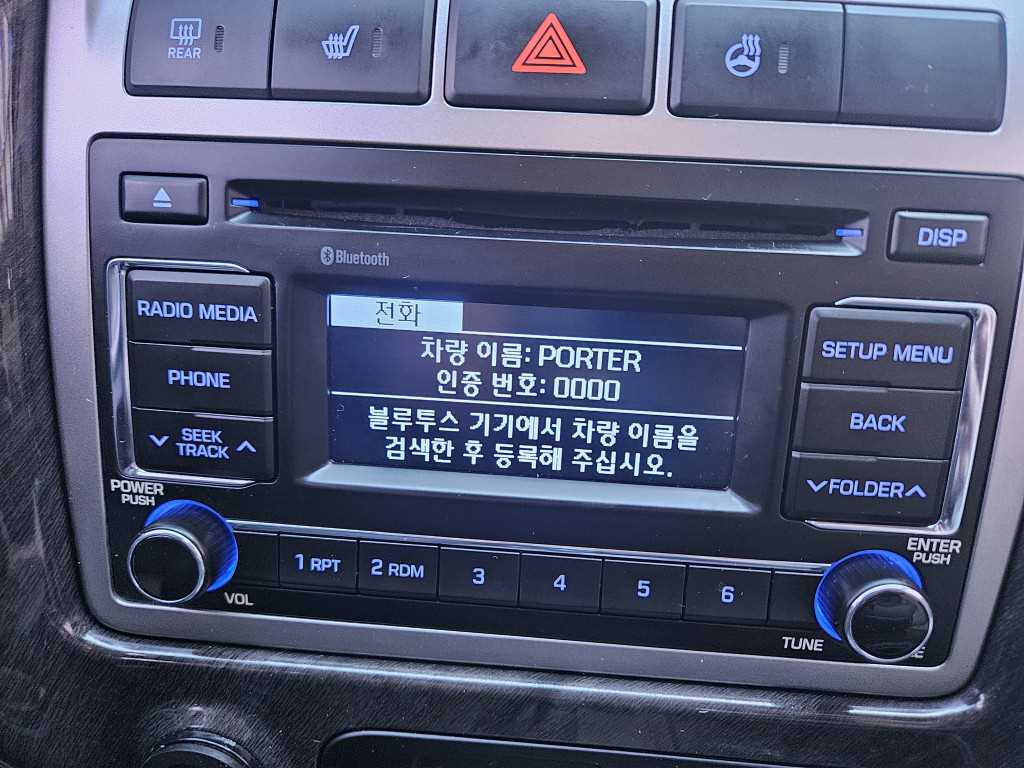 REAR
DISP
Bluetooth
RADIO MEDIA
PHONE
SEEK
TRACK
전화
차량 이름: PORTER
인증 번호: 0000
블루투스 기기에서 차량 이름을
검색한 후 등록해 주십시오.
SETUP MENU
BACK
FOLDER
POWER
PUSH
VOL
1 RPT
2 RDM
3
4
5
6
ENTER
PUSH
TUNE